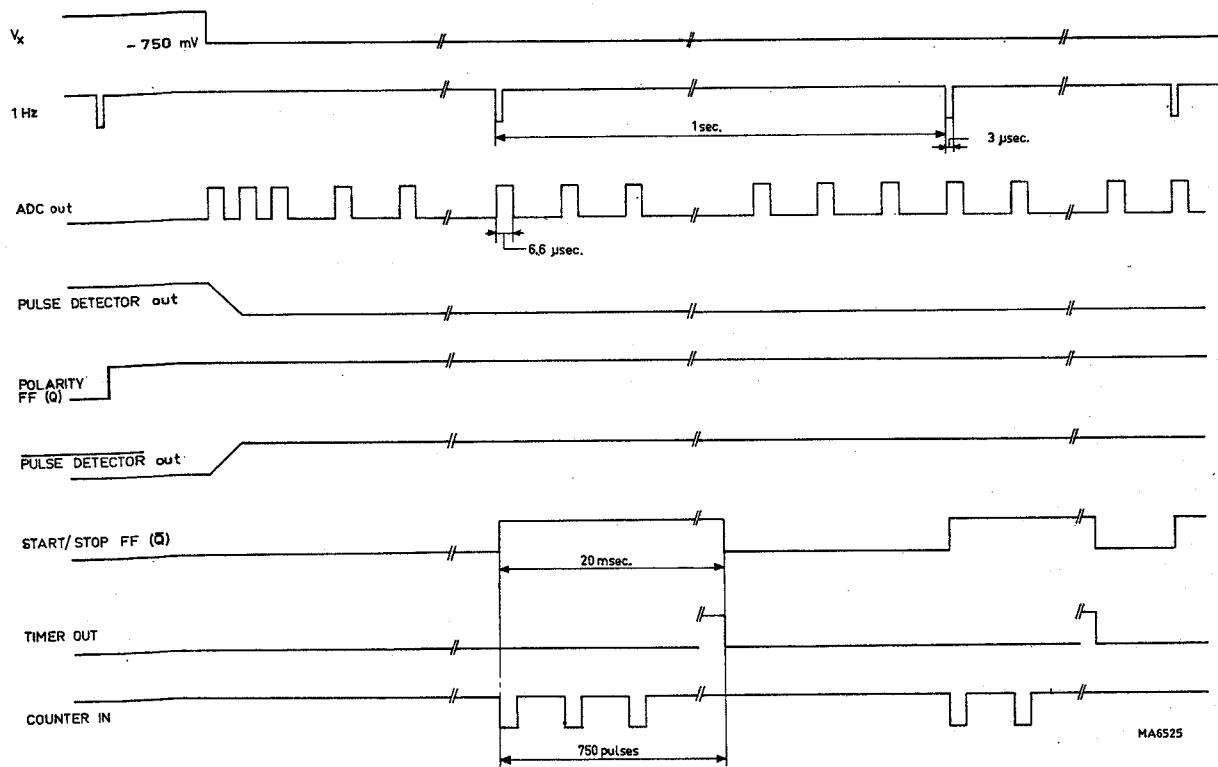 Vx
- 750 mV
1 Hz
1 sec.
3 µsec.
ADC out
6,6 µsec.
PULSE DETECTOR out
POLARITY
FF (Q)
PULSE DETECTOR out
START/STOP FF (Q̄)
20 msec.
TIMER OUT
COUNTER IN
750 pulses
MA6525